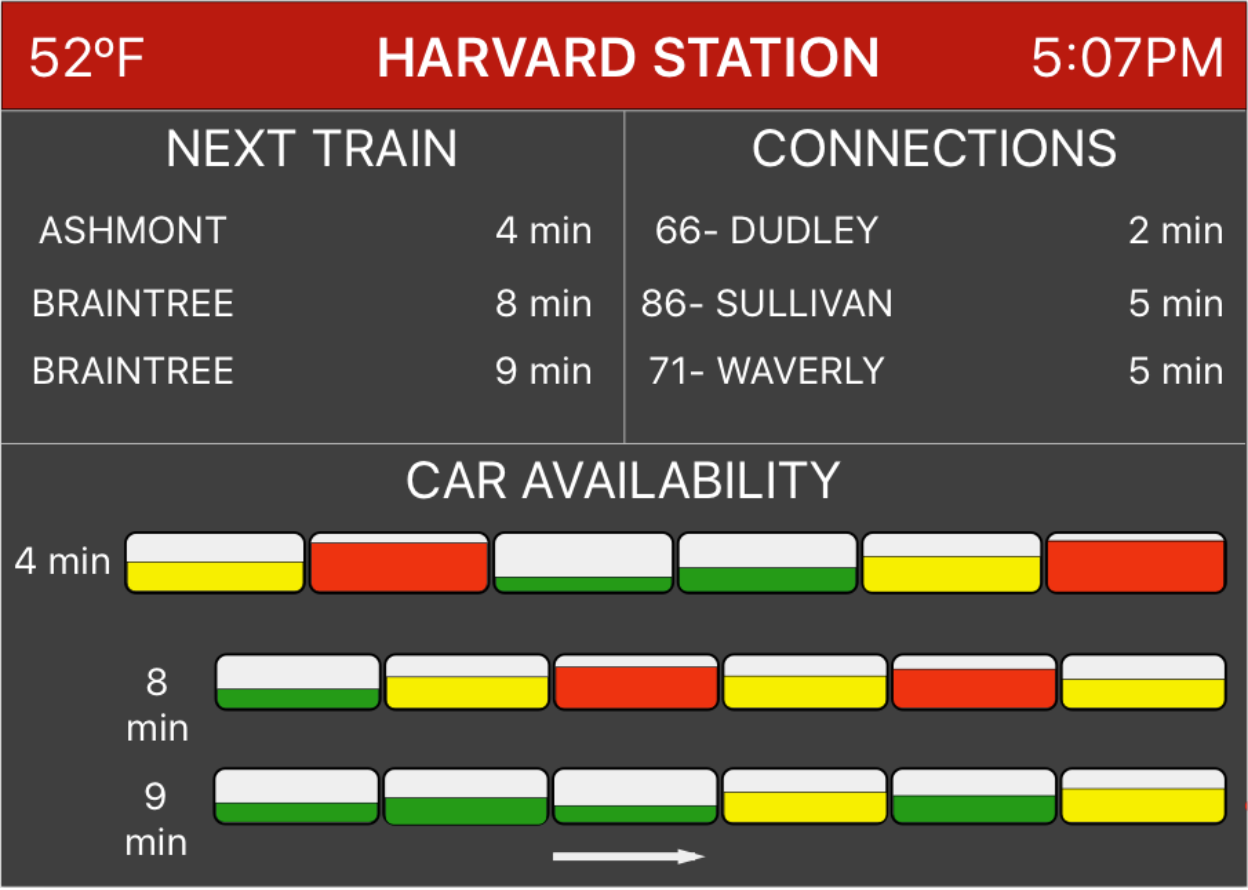 52ºF HARVARD STATION 5:07PM
NEXT TRAIN
ASHMONT 4 min
BRAINTREE 8 min
BRAINTREE 9 min
CONNECTIONS
66- DUDLEY 2 min
86- SULLIVAN 5 min
71- WAVERLY 5 min
CAR AVAILABILITY
4 min
8
min
9
min